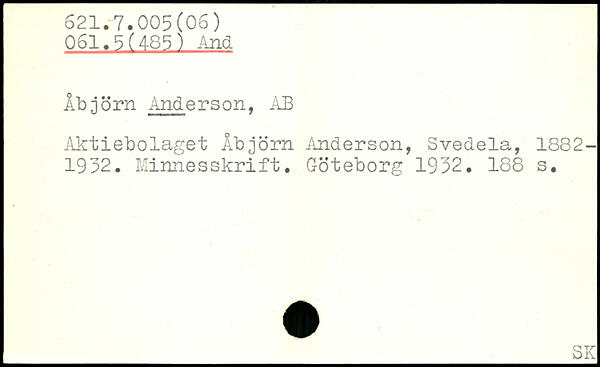 621.7.005(06)
061.5(485) And
Åbjörn Anderson, AB
Aktiebolaget Åbjörn Anderson, Svedela, 1882-
1932. Minnesskrift. Göteborg 1932. 188 s.
SK